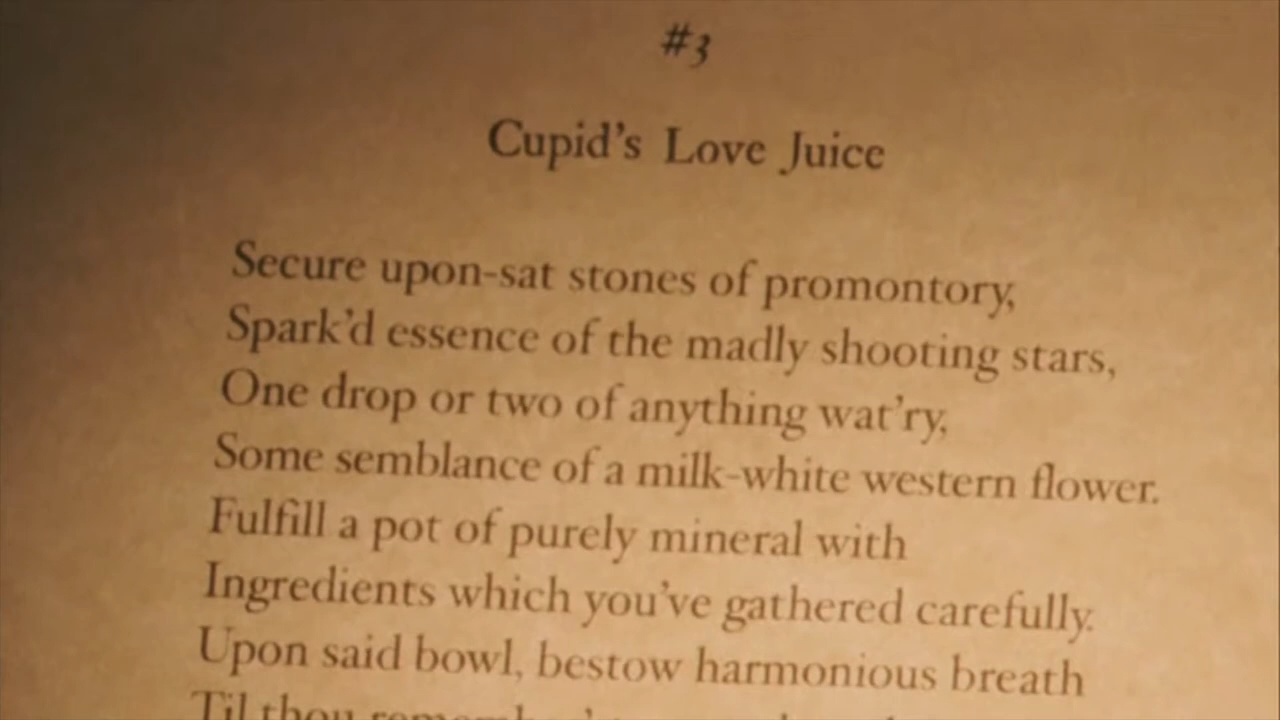 #3
Cupid's Love Juice
Secure upon-sat stones of promontory,
Spark'd essence of the madly shooting stars,
One drop or two of anything wat'ry,
Some semblance of a milk-white western flower.
Fulfill a pot of purely mineral with
Ingredients which you've gathered carefully.
Upon said bowl, bestow harmonious breath
Til thou